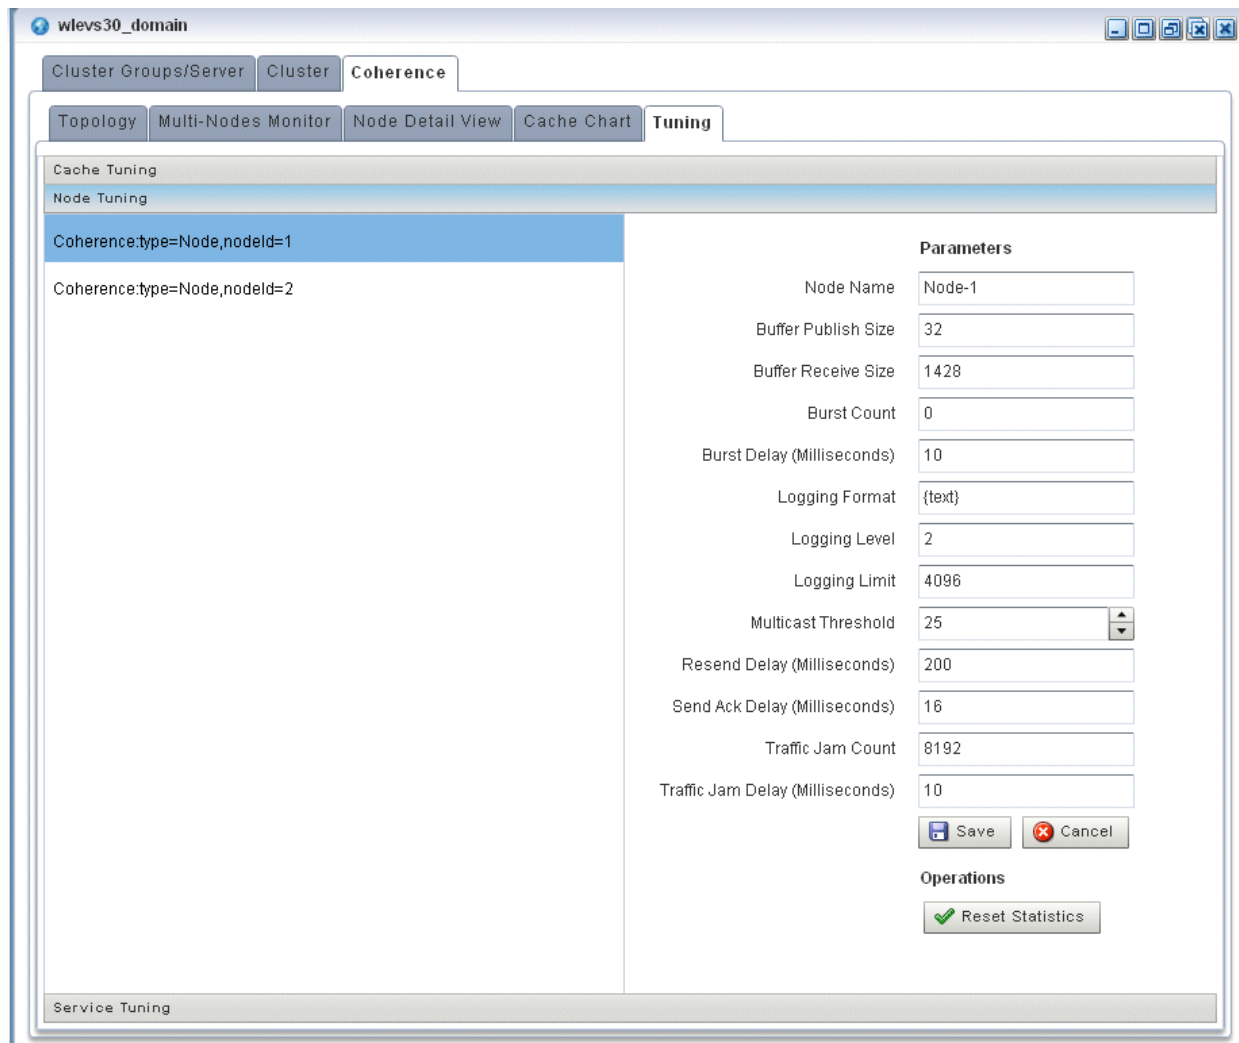 wlevs30_domain
Cluster Groups/Server Cluster Coherence
Topology Multi-Nodes Monitor Node Detail View Cache Chart Tuning
Cache Tuning
Node Tuning
Coherence:type=Node,nodeId=1
Coherence:type=Node,nodeId=2
Parameters
Node Name Node-1
Buffer Publish Size 32
Buffer Receive Size 1428
Burst Count 0
Burst Delay (Milliseconds) 10
Logging Format {text}
Logging Level 2
Logging Limit 4096
Multicast Threshold 25
Resend Delay (Milliseconds) 200
Send Ack Delay (Milliseconds) 16
Traffic Jam Count 8192
Traffic Jam Delay (Milliseconds) 10
Save Cancel
Operations
Reset Statistics
Service Tuning